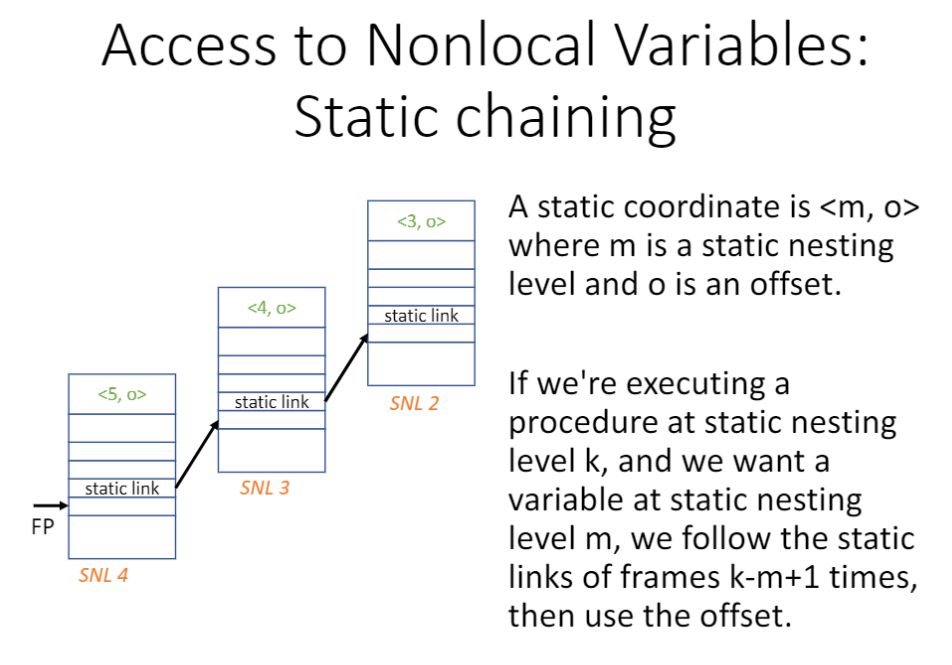 Access to Nonlocal Variables:
Static chaining
<5, o>
static link
FP
SNL 4
<4, o>
static link
SNL 3
<3, o>
static link
SNL 2
A static coordinate is <m, o>
where m is a static nesting
level and o is an offset.
If we're executing a
procedure at static nesting
level k, and we want a
variable at static nesting
level m, we follow the static
links of frames k-m+1 times,
then use the offset.